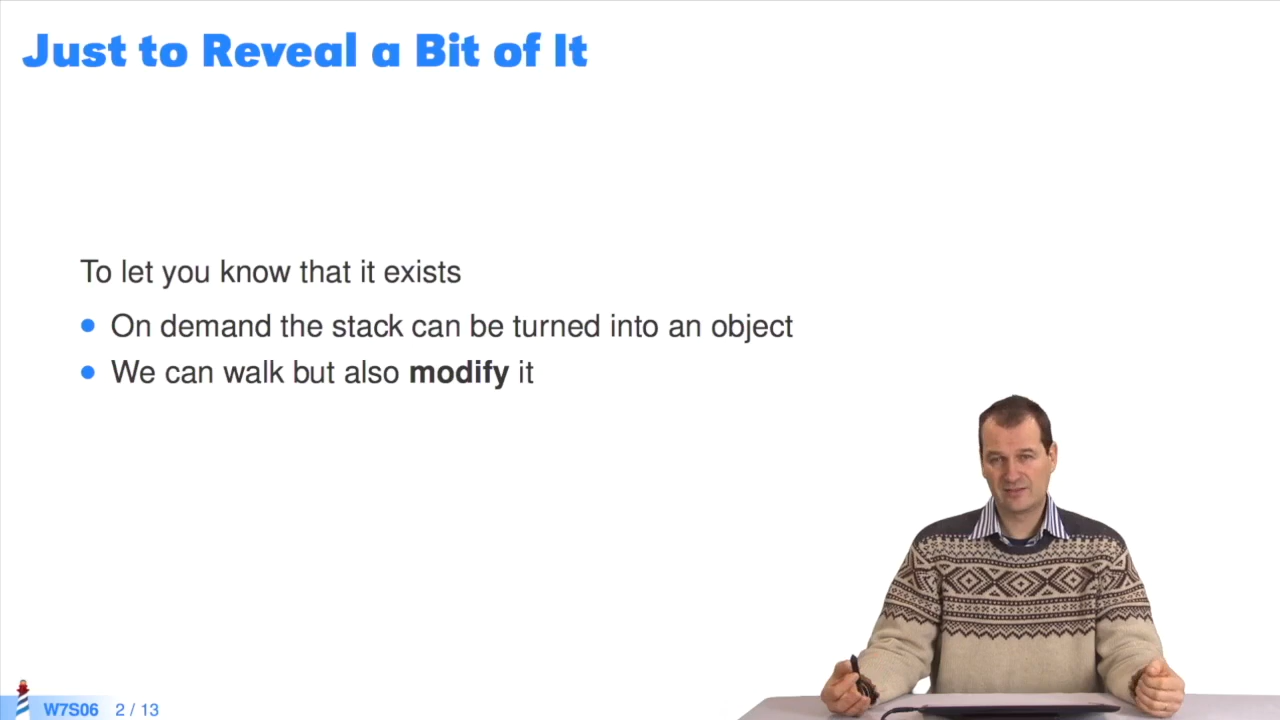 Just to Reveal a Bit of It
To let you know that it exists
On demand the stack can be turned into an object
We can walk but also modify it
W7S06 2 / 13